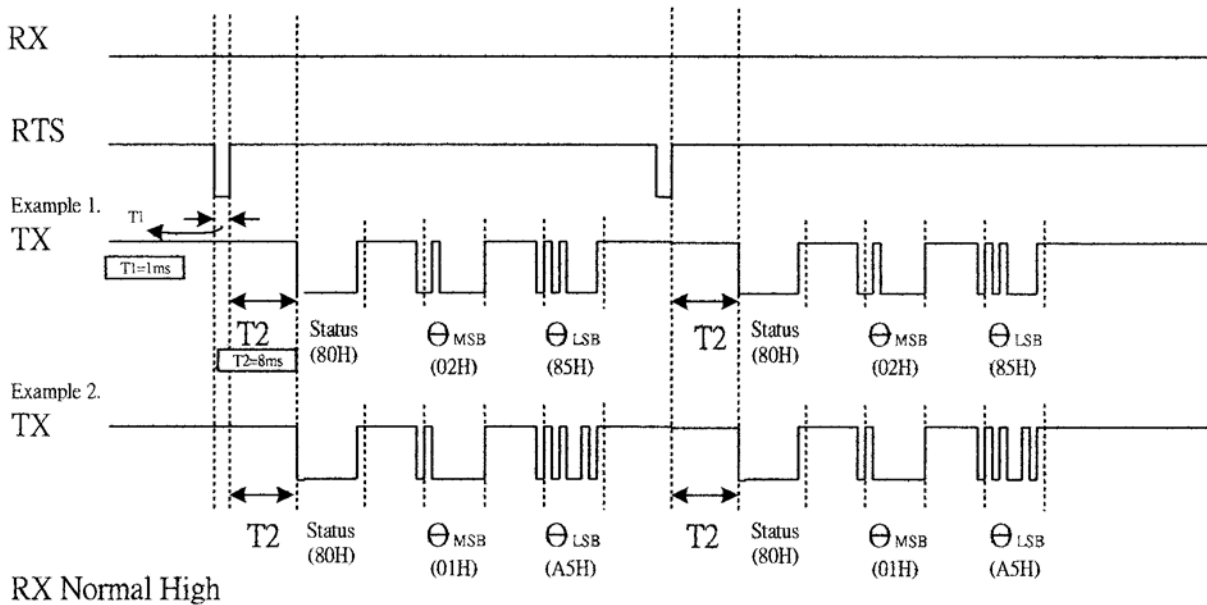 RX
RTS
Example 1.
T1
TX
T1=1ms
T2
Status
(80H)
ΘMSB
(02H)
ΘLSB
(85H)
T2
Status
(80H)
ΘMSB
(02H)
ΘLSB
(85H)
T2=8ms
Example 2.
TX
T2
Status
(80H)
ΘMSB
(01H)
ΘLSB
(A5H)
T2
Status
(80H)
ΘMSB
(01H)
ΘLSB
(A5H)
RX Normal High